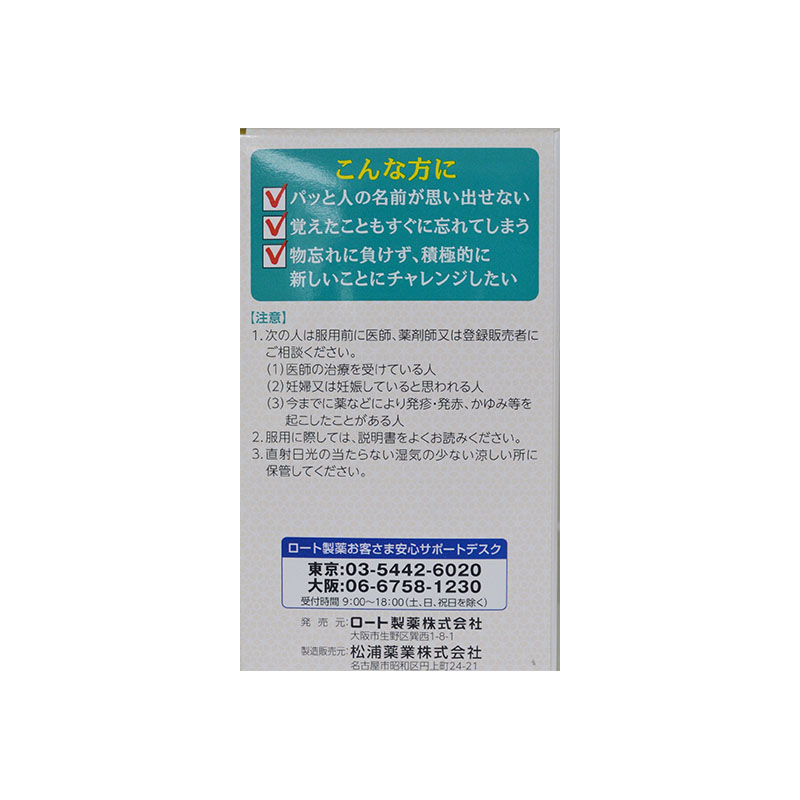 こんな方に
パッと人の名前が思い出せない
覚えたこともすぐに忘れてしまう
物忘れに負けず、積極的に
新しいことにチャレンジしたい
【注意】
1.次の人は服用前に医師、薬剤師又は登録販売者に
ご相談ください。
(1)医師の治療を受けている人
(2)妊婦又は妊娠していると思われる人
(3)今までに薬などにより発疹・発赤、かゆみ等を
起こしたことがある人
2.服用に際しては、説明書をよくお読みください。
3.直射日光の当たらない湿気の少ない涼しい所に
保管してください。
ロート製薬お客さま安心サポートデスク
東京:03-5442-6020
大阪:06-6758-1230
受付時間 9:00〜18:00(土、日、祝日を除く)
発売元:ロート製薬株式会社
大阪市生野区巽西1-8-1
製造販売元:松浦薬業株式会社
名古屋市昭和区円上町24-21